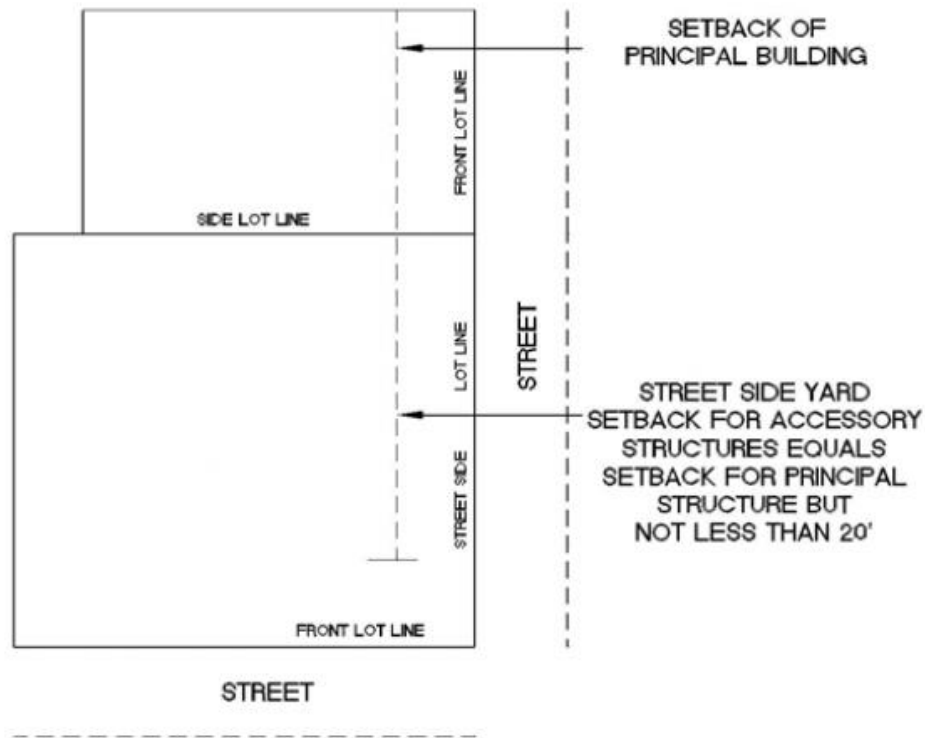 SETBACK OF
PRINCIPAL BUILDING
FRONT LOT LINE
SIDE LOT LINE
STREET
LOT LINE
STREET SIDE
STREET SIDE YARD
SETBACK FOR ACCESSORY
STRUCTURES EQUALS
SETBACK FOR PRINCIPAL
STRUCTURE BUT
NOT LESS THAN 20'
FRONT LOT LINE
STREET